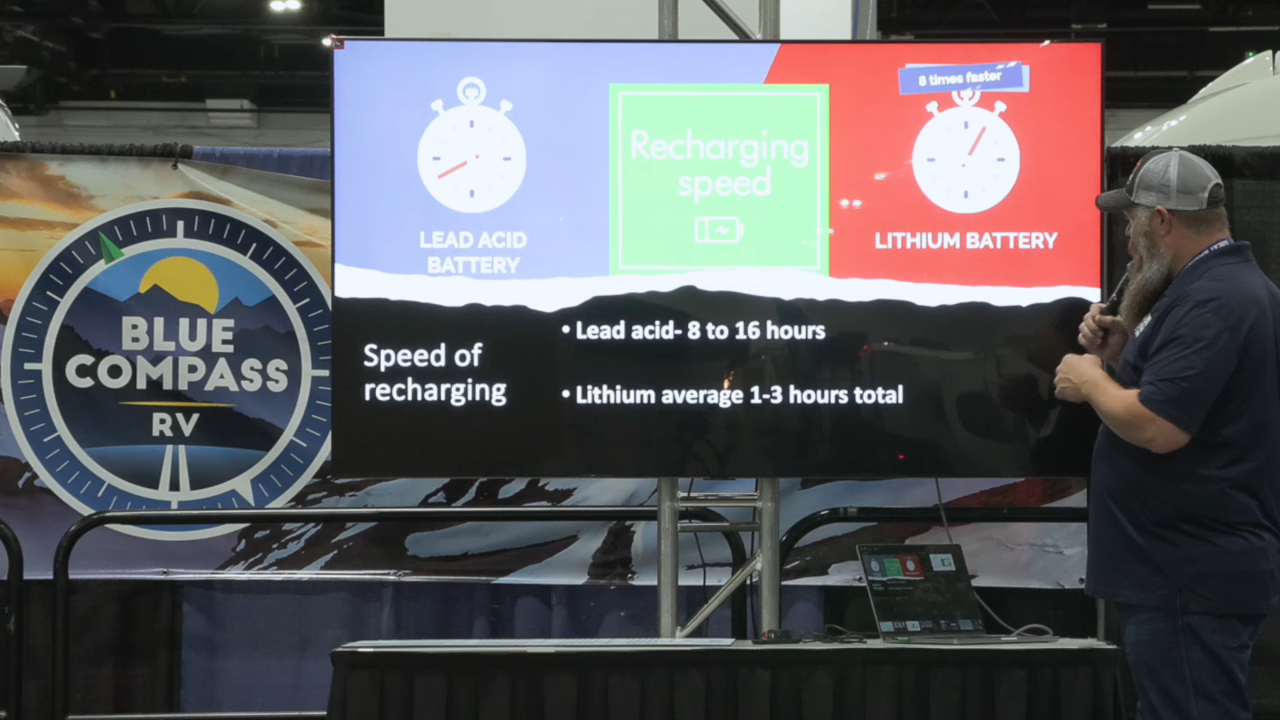 8 times faster
Recharging
speed
LEAD ACID
BATTERY
LITHIUM BATTERY
BLUE
COMPASS
RV
Speed of
recharging
• Lead acid- 8 to 16 hours
• Lithium average 1-3 hours total